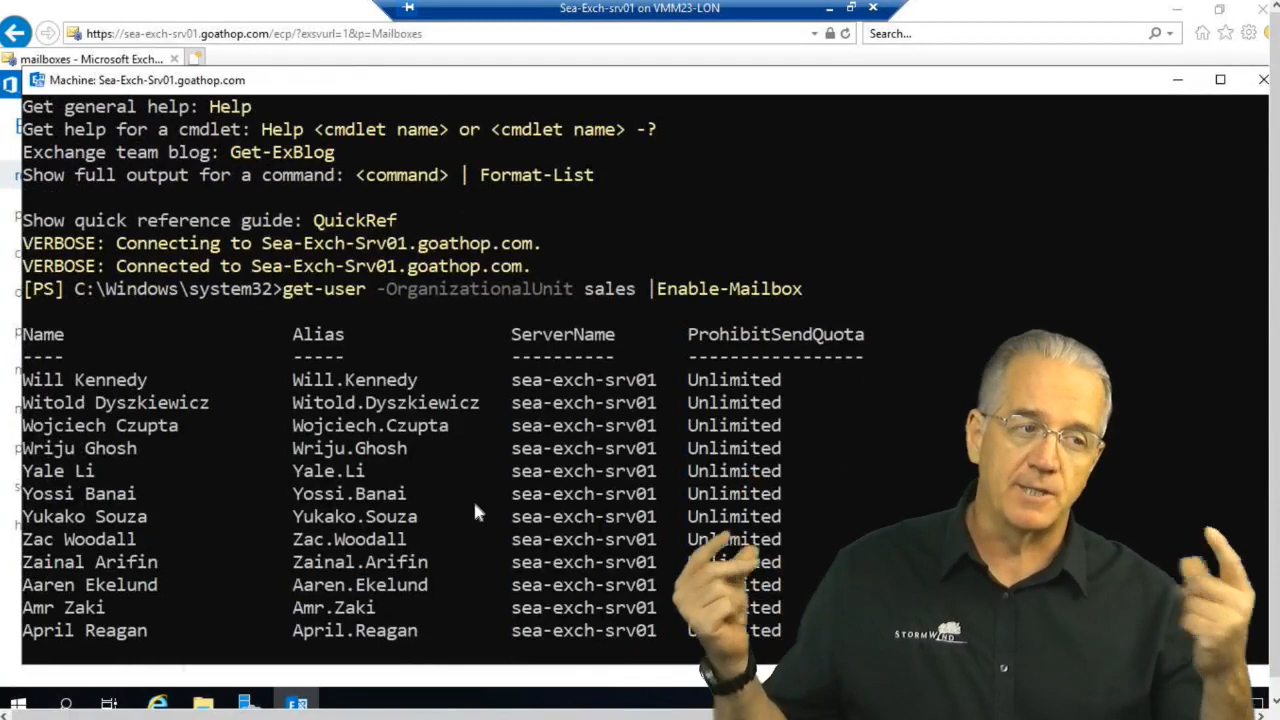 Sea-Exch-srv01 on VMM23-LON
https://sea-exch-srv01.goathop.com/ecp/?exsvurl=1&p=Mailboxes
Search...
mailboxes - Microsoft Exch...
Machine: Sea-Exch-Srv01.goathop.com
Get general help: Help
Get help for a cmdlet: Help <cmdlet name> or <cmdlet name> -?
Exchange team blog: Get-ExBlog
Show full output for a command: <command> | Format-List
Show quick reference guide: QuickRef
VERBOSE: Connecting to Sea-Exch-Srv01.goathop.com.
VERBOSE: Connected to Sea-Exch-Srv01.goathop.com.
[PS] C:\Windows\system32>get-user -OrganizationalUnit sales |Enable-Mailbox
Name Alias ServerName ProhibitSendQuota
---- ----- ---------- -----------------
Will Kennedy Will.Kennedy sea-exch-srv01 Unlimited
Witold Dyszkiewicz Witold.Dyszkiewicz sea-exch-srv01 Unlimited
Wojciech Czupta Wojciech.Czupta sea-exch-srv01 Unlimited
Wriju Ghosh Wriju.Ghosh sea-exch-srv01 Unlimited
Yale Li Yale.Li sea-exch-srv01 Unlimited
Yossi Banai Yossi.Banai sea-exch-srv01 Unlimited
Yukako Souza Yukako.Souza sea-exch-srv01 Unlimited
Zac Woodall Zac.Woodall sea-exch-srv01 Unlimited
Zainal Arifin Zainal.Arifin sea-exch-srv01
Aaren Ekelund Aaren.Ekelund sea-exch-srv01
Amr Zaki Amr.Zaki sea-exch-srv01
April Reagan April.Reagan sea-exch-srv01
STORMWIND